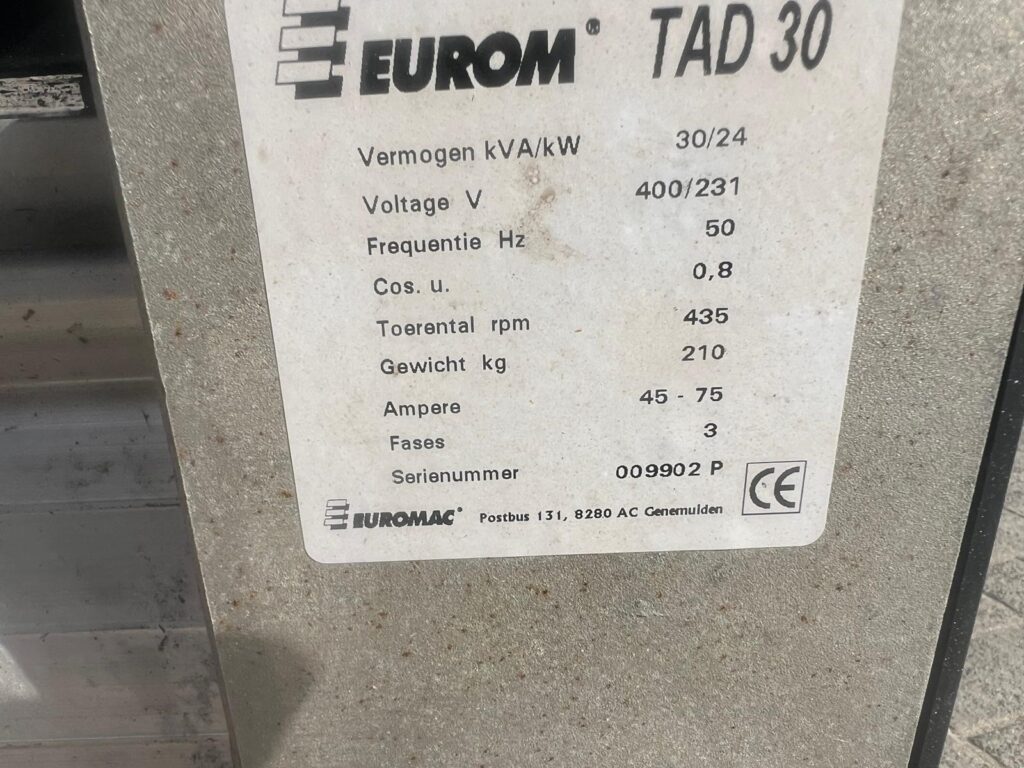 EUROM® TAD 30
Vermogen kVA/kW 30/24
Voltage V 400/231
Frequentie Hz 50
Cos. u. 0,8
Toerental rpm 435
Gewicht kg 210
Ampere 45 - 75
Fases 3
Serienummer 009902 P
CE
EUROMAC® Postbus 131, 8280 AC Genemuiden